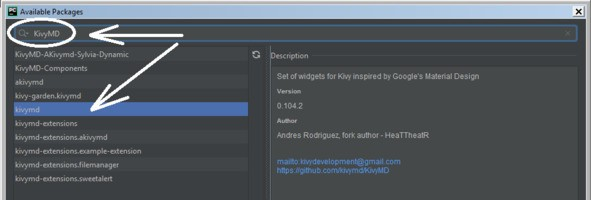 Available Packages
KivyMD
KivyMD-AKivymd-Sylvia-Dynamic
KivyMD-Components
akivymd
kivy-garden.kivymd
kivymd
kivymd-extensions
kivymd-extensions.akivymd
kivymd-extensions.example-extension
kivymd-extensions.filemanager
kivymd-extensions.sweetalert
Description
Set of widgets for Kivy inspired by Google's Material Design
Version
0.104.2
Author
Andres Rodriguez, fork author - HeaTTheatR
mailto:kivydevelopment@gmail.com
https://github.com/kivymd/KivyMD